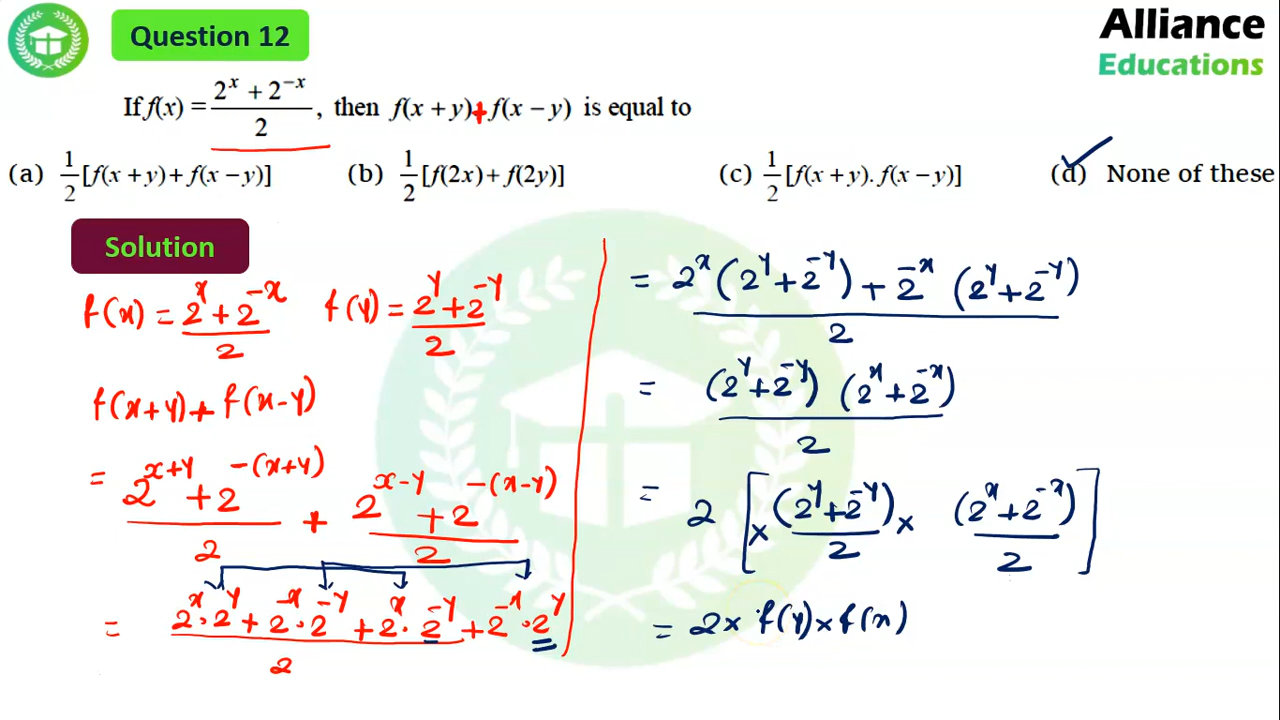 Question 12
Alliance
Educations
If f(x) = (2^x + 2^-x)/2, then f(x + y)+f(x − y) is equal to
(a) 1/2[f(x + y) + f(x − y)] (b) 1/2[f(2x) + f(2y)] (c) 1/2[f(x + y). f(x − y)] (d) None of these
Solution
f(x) = (2^x + 2^-x)/2 f(y) = (2^y + 2^-y)/2
f(x+y)+ f(x-y)
= (2^x+y + 2^-(x+y))/2 + (2^x-y + 2^-(x-y))/2
= (2^x · 2^y + 2^-x · 2^-y + 2^x · 2^-y + 2^-x · 2^y)/2
= (2^x (2^y + 2^-y) + 2^-x (2^y + 2^-y))/2
= ((2^y + 2^-y) (2^x + 2^-x))/2
= 2 [× (2^y + 2^-y)/2 × (2^x + 2^-x)/2]
= 2 × f(y) × f(x)